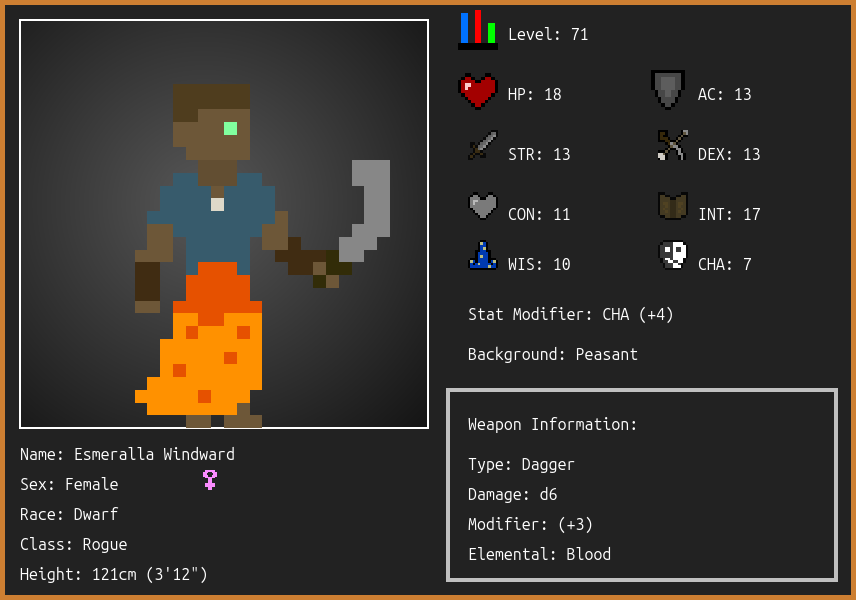 Level: 71
HP: 18
AC: 13
STR: 13
DEX: 13
CON: 11
INT: 17
WIS: 10
CHA: 7
Stat Modifier: CHA (+4)
Background: Peasant
Weapon Information:
Type: Dagger
Damage: d6
Modifier: (+3)
Elemental: Blood
Name: Esmeralla Windward
Sex: Female
Race: Dwarf
Class: Rogue
Height: 121cm (3'12")